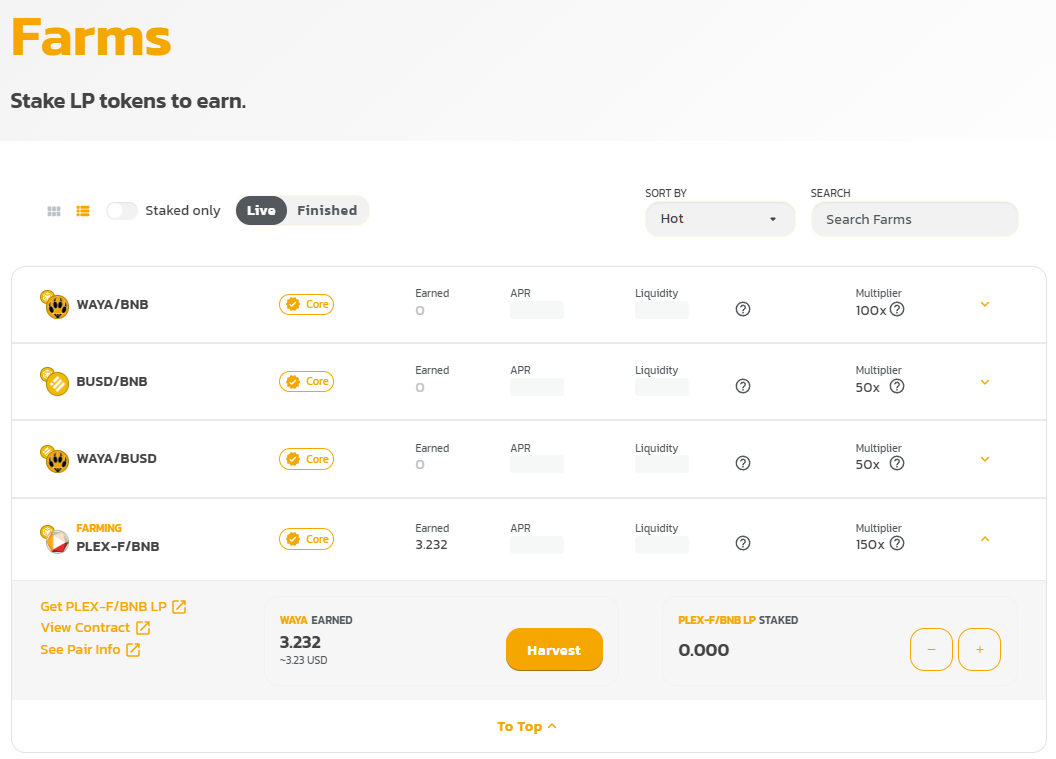 Farms
Stake LP tokens to earn.
Staked only
Live
Finished
SORT BY
Hot
SEARCH
Search Farms
WAYA/BNB
Core
Earned
0
APR
Liquidity
Multiplier
100x
BUSD/BNB
Core
Earned
0
APR
Liquidity
Multiplier
50x
WAYA/BUSD
Core
Earned
0
APR
Liquidity
Multiplier
50x
FARMING
PLEX-F/BNB
Core
Earned
3.232
APR
Liquidity
Multiplier
150x
Get PLEX-F/BNB LP
View Contract
See Pair Info
WAYA EARNED
3.232
~3.23 USD
Harvest
PLEX-F/BNB LP STAKED
0.000
−
+
To Top